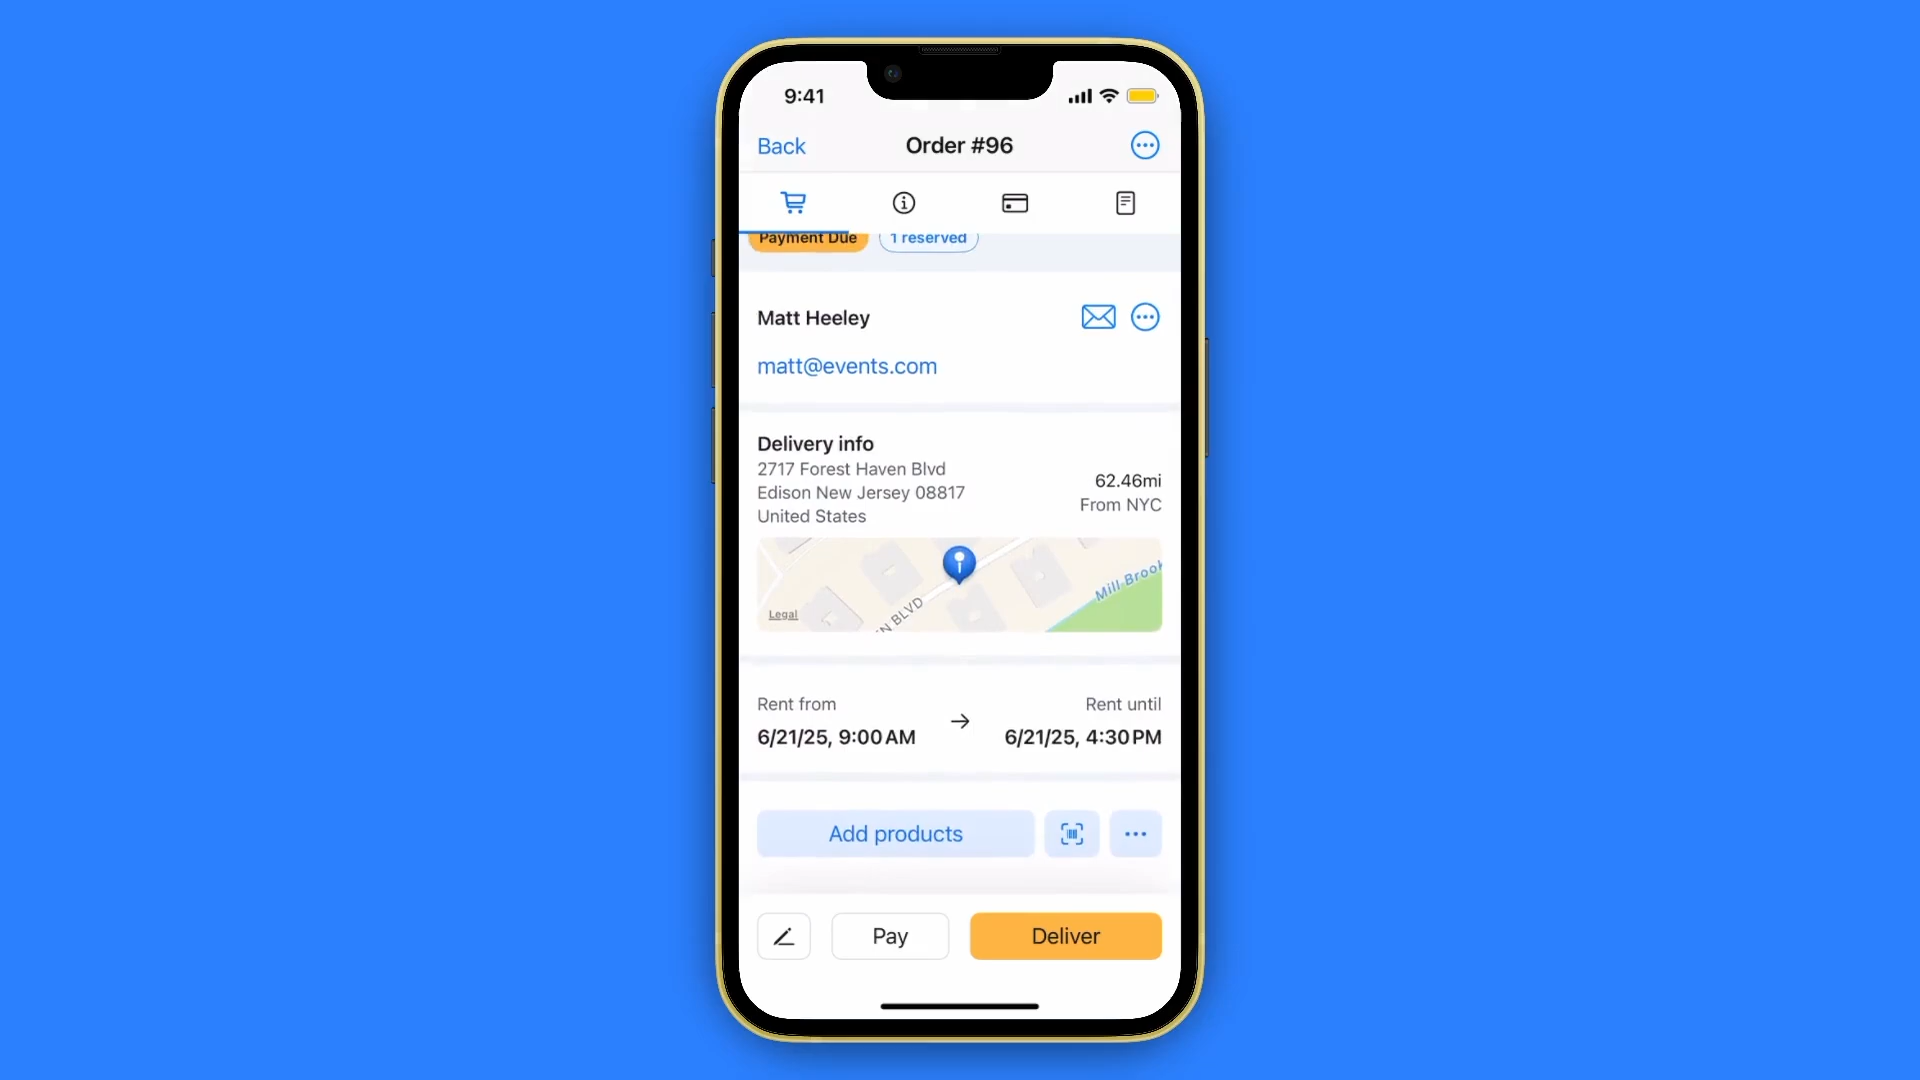 9:41
Back
Order #96
Payment Due
1 reserved
Matt Heeley
matt@events.com
Delivery info
2717 Forest Haven Blvd
Edison New Jersey 08817
United States
62.46mi
From NYC
Mill Brook
N BLVD
Legal
Rent from
6/21/25, 9:00 AM
→
Rent until
6/21/25, 4:30 PM
Add products
Pay
Deliver